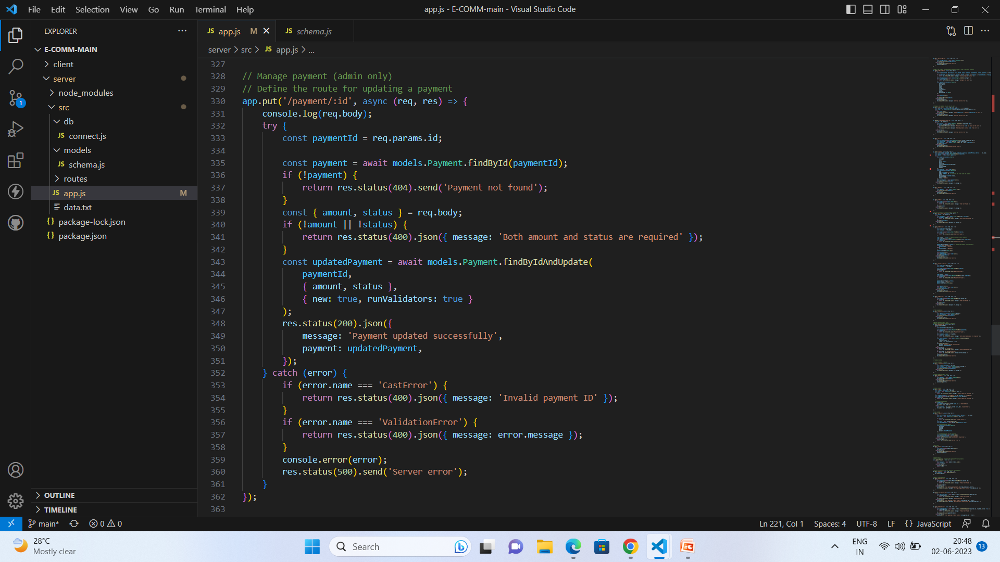 File Edit Selection View Go Run Terminal Help
app.js - E-COMM-main - Visual Studio Code
EXPLORER
E-COMM-MAIN
client
server
node_modules
src
db
JS connect.js
models
JS schema.js
routes
JS app.js M
data.txt
{} package-lock.json
{} package.json
OUTLINE
TIMELINE
1
JS app.js M
JS schema.js
server > src > JS app.js > ...
327
328 // Manage payment (admin only)
329 // Define the route for updating a payment
330 app.put('/payment/:id', async (req, res) => {
331     console.log(req.body);
332     try {
333         const paymentId = req.params.id;
334
335         const payment = await models.Payment.findById(paymentId);
336         if (!payment) {
337             return res.status(404).send('Payment not found');
338         }
339         const { amount, status } = req.body;
340         if (!amount || !status) {
341             return res.status(400).json({ message: 'Both amount and status are required' });
342         }
343         const updatedPayment = await models.Payment.findByIdAndUpdate(
344             paymentId,
345             { amount, status },
346             { new: true, runValidators: true }
347         );
348         res.status(200).json({
349             message: 'Payment updated successfully',
350             payment: updatedPayment,
351         });
352     } catch (error) {
353         if (error.name === 'CastError') {
354             return res.status(400).json({ message: 'Invalid payment ID' });
355         }
356         if (error.name === 'ValidationError') {
357             return res.status(400).json({ message: error.message });
358         }
359         console.error(error);
360         res.status(500).send('Server error');
361     }
362 });
363
main* 0 0
Ln 221, Col 1 Spaces: 4 UTF-8 LF {} JavaScript
28°C
Mostly clear
Search
ENG
IN
20:48
02-06-2023
13